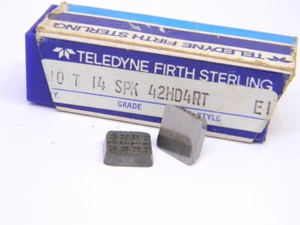 TELEDYNE FIRTH STERLING
10 T 14 SPK 42HD4RT E1
Y. GRADE STYLE
TELEDYNE
FIRTH STERLING